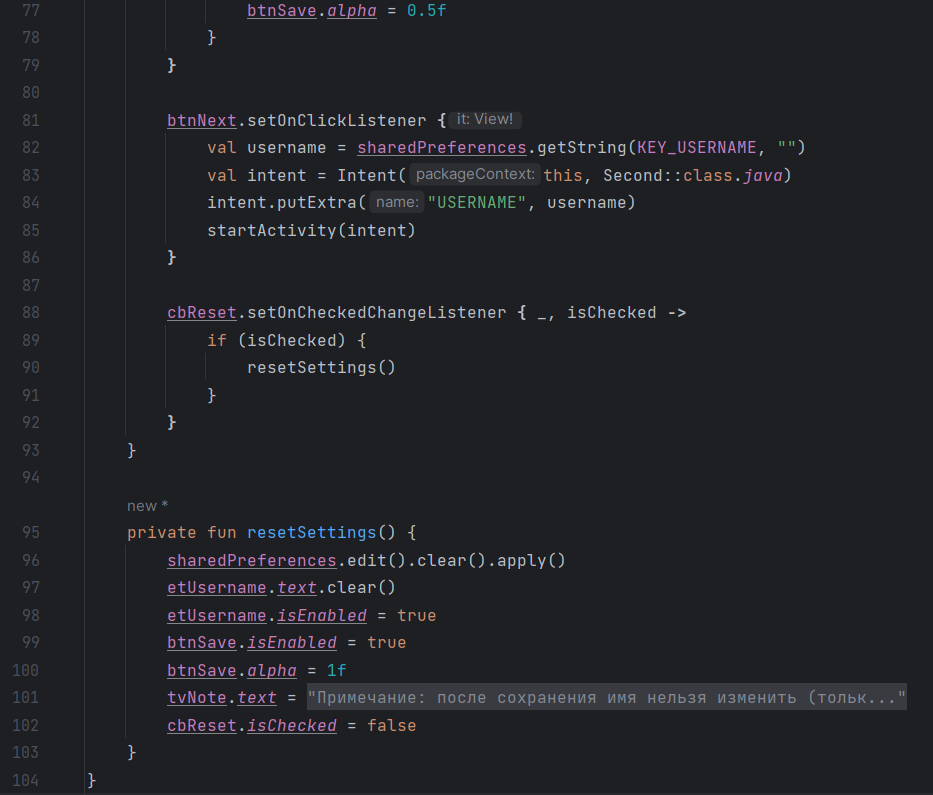 77 btnSave.alpha = 0.5f
78 }
79 }
80
81 btnNext.setOnClickListener { it: View!
82 val username = sharedPreferences.getString(KEY_USERNAME, "")
83 val intent = Intent( packageContext: this, Second::class.java)
84 intent.putExtra( name: "USERNAME", username)
85 startActivity(intent)
86 }
87
88 cbReset.setOnCheckedChangeListener { _, isChecked ->
89 if (isChecked) {
90 resetSettings()
91 }
92 }
93 }
94
new *
95 private fun resetSettings() {
96 sharedPreferences.edit().clear().apply()
97 etUsername.text.clear()
98 etUsername.isEnabled = true
99 btnSave.isEnabled = true
100 btnSave.alpha = 1f
101 tvNote.text = "Примечание: после сохранения имя нельзя изменить (тольк..."
102 cbReset.isChecked = false
103 }
104 }